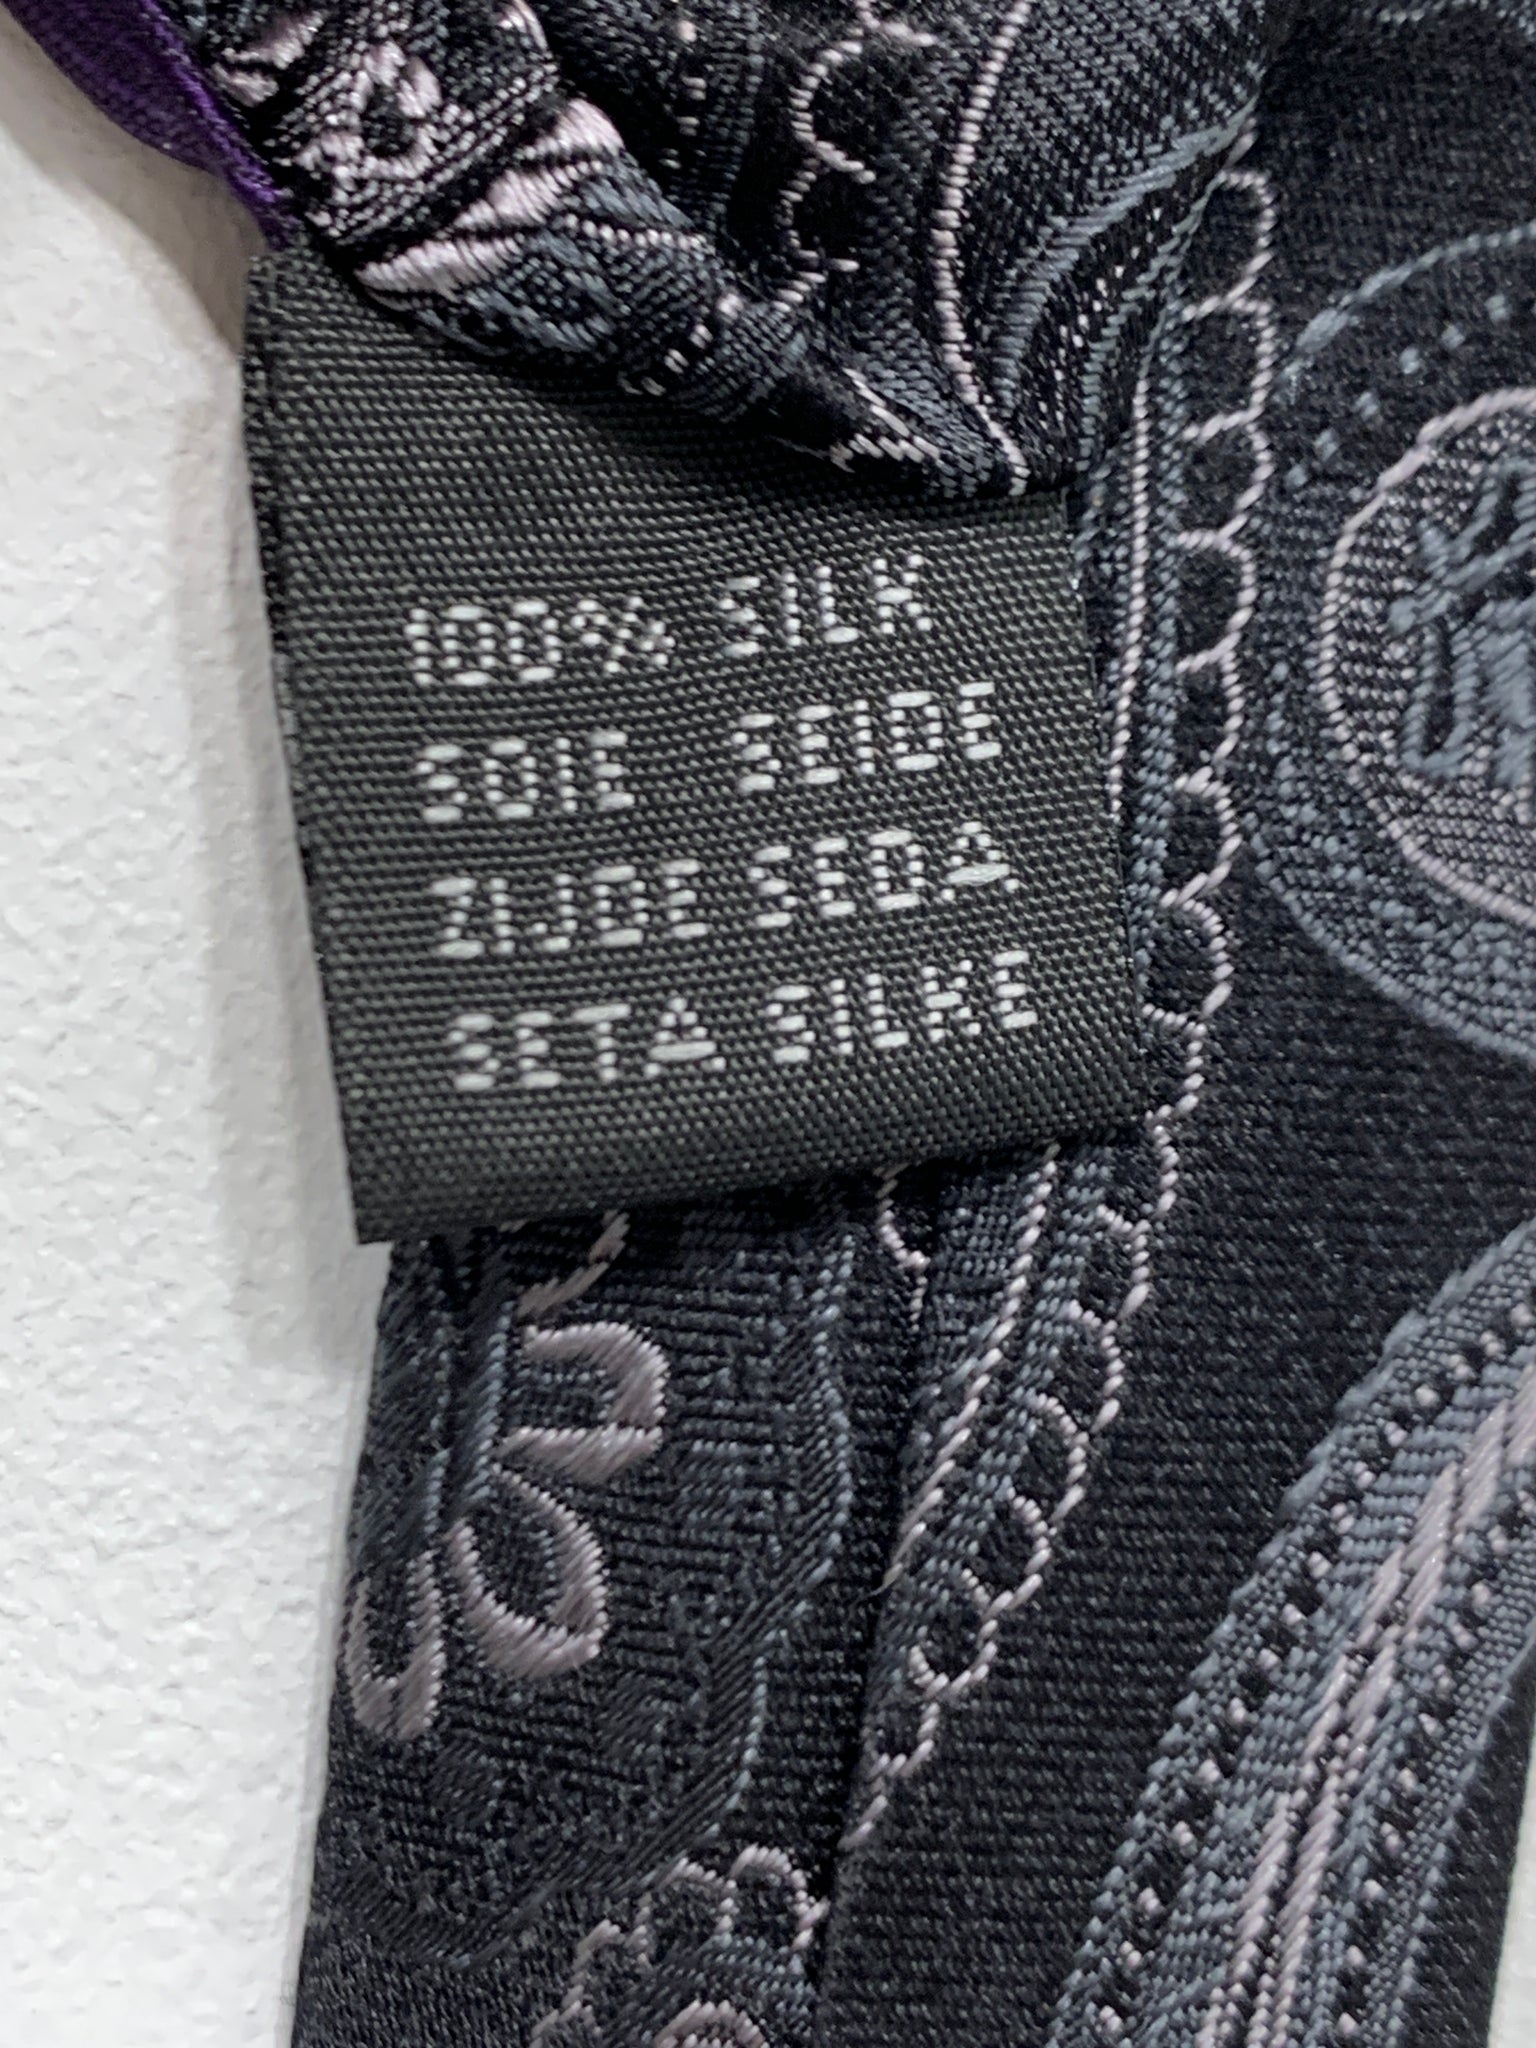 100% SILK
SOIE SEIDE
ZIJDE SEDA
SETA SILKE